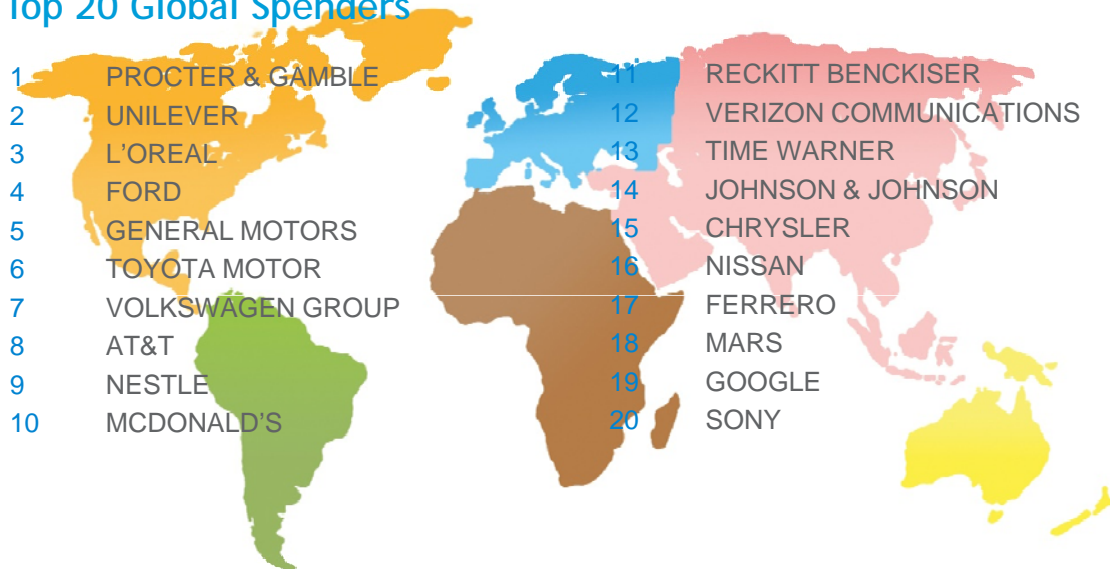 Top 20 Global Spenders
1 PROCTER & GAMBLE
2 UNILEVER
3 L'OREAL
4 FORD
5 GENERAL MOTORS
6 TOYOTA MOTOR
7 VOLKSWAGEN GROUP
8 AT&T
9 NESTLE
10 MCDONALD'S
11 RECKITT BENCKISER
12 VERIZON COMMUNICATIONS
13 TIME WARNER
14 JOHNSON & JOHNSON
15 CHRYSLER
16 NISSAN
17 FERRERO
18 MARS
19 GOOGLE
20 SONY